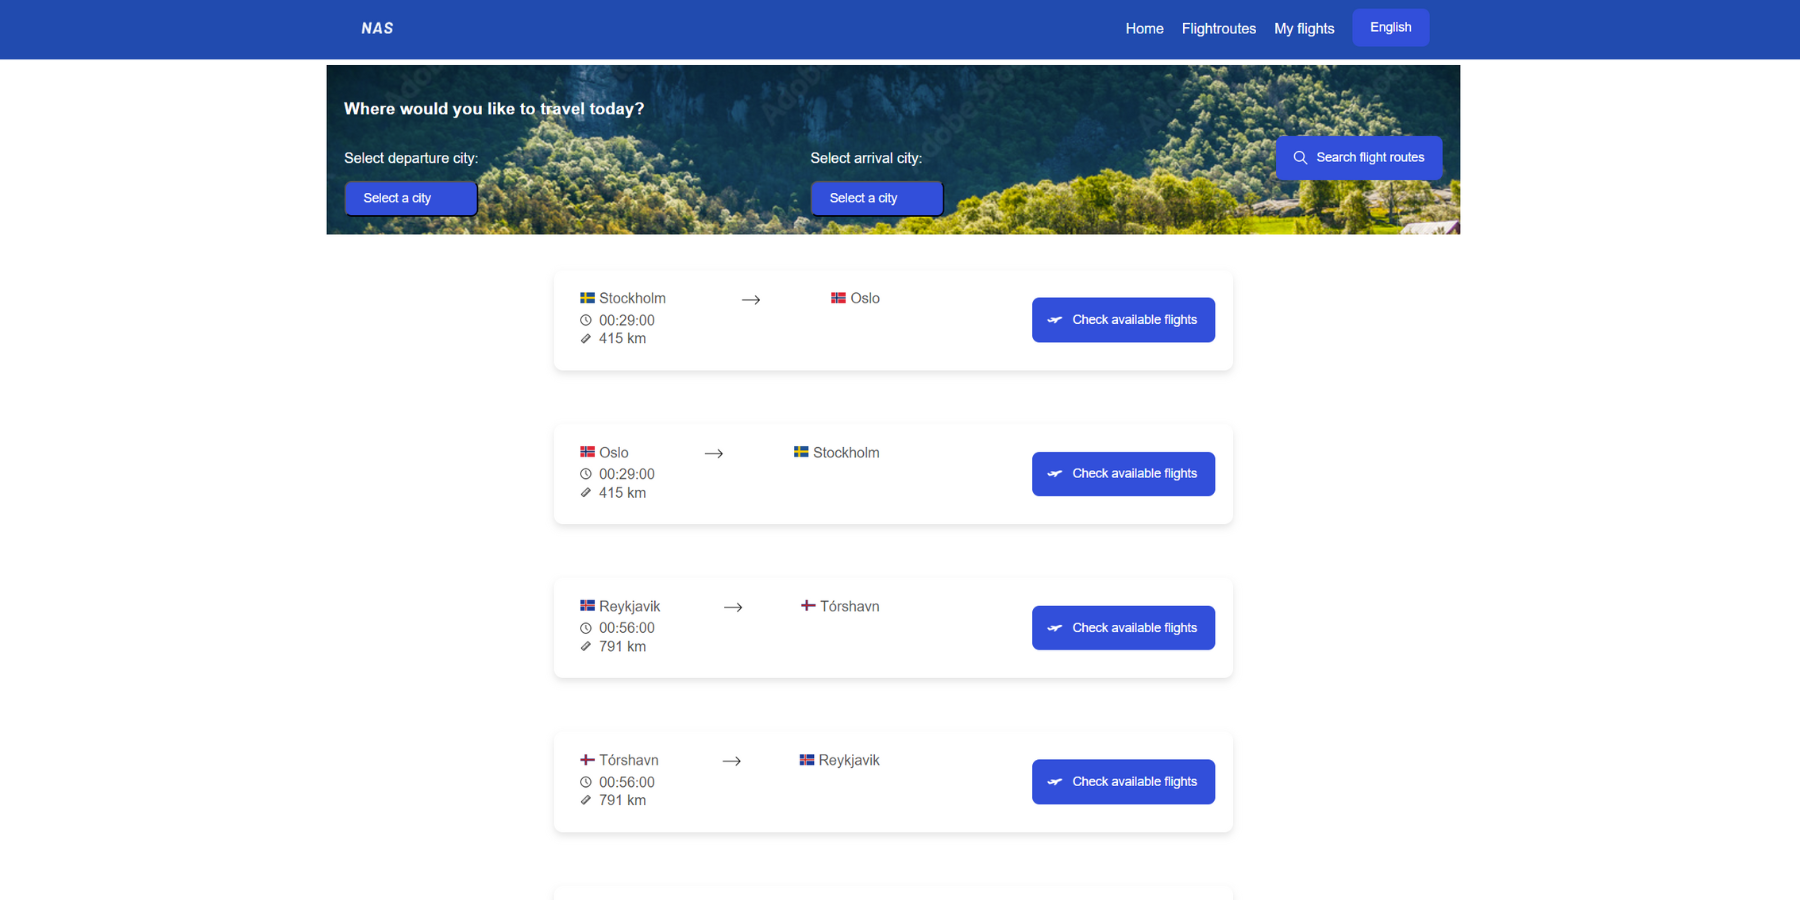 NAS
Home Flightroutes My flights English
Where would you like to travel today?
Select departure city:
Select a city
Select arrival city:
Select a city
Search flight routes
Stockholm → Oslo
00:29:00
415 km
Check available flights
Oslo → Stockholm
00:29:00
415 km
Check available flights
Reykjavik → Tórshavn
00:56:00
791 km
Check available flights
Tórshavn → Reykjavik
00:56:00
791 km
Check available flights